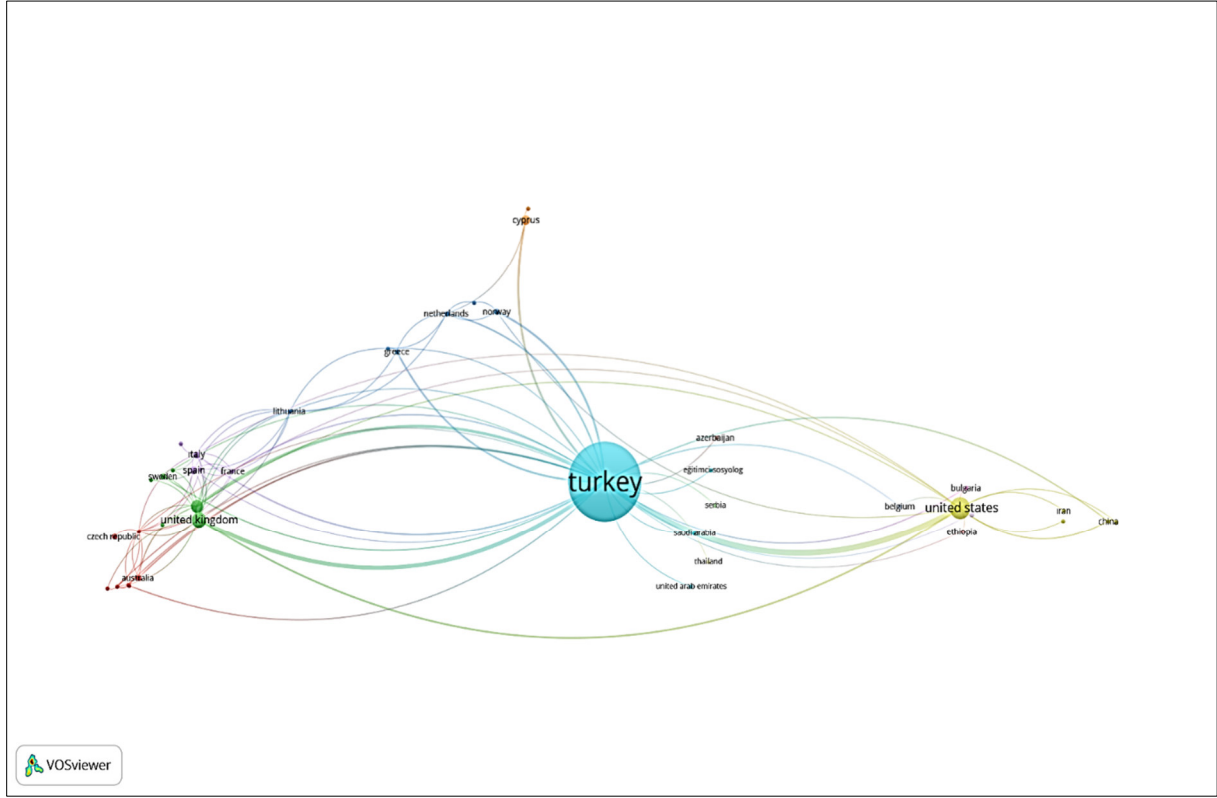 cyprus
netherlands
norway
greece
lithuania
azerbaijan
italy
spain
france
eğitimci-sosyolog
sweden
turkey
bulgaria
serbia
belgium
united states
iran
united kingdom
china
czech republic
saudi arabia
ethiopia
thailand
australia
united arab emirates
VOSviewer